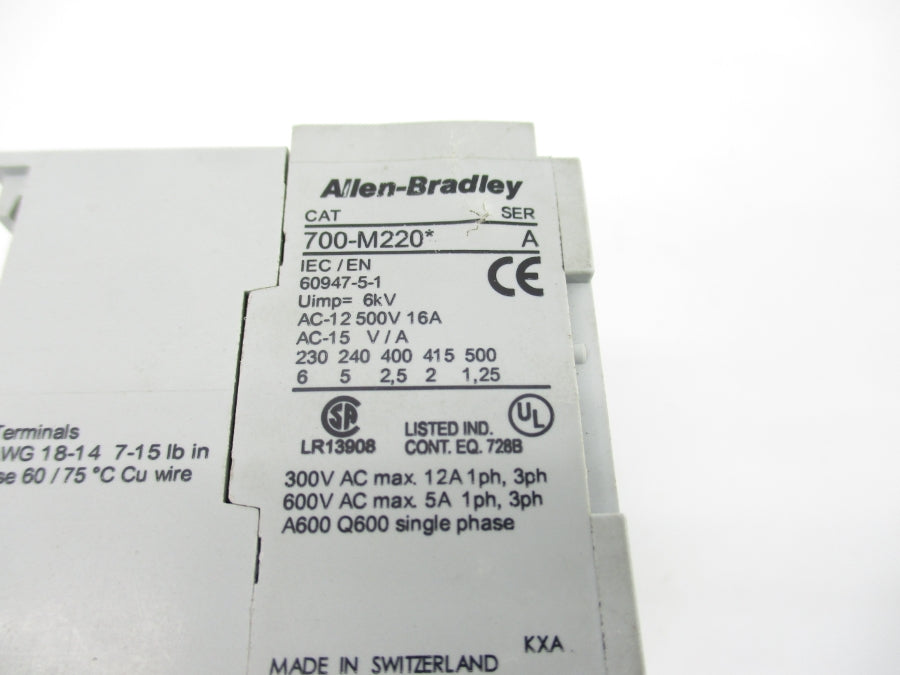 Allen-Bradley
CAT SER
700-M220* A
IEC / EN
60947-5-1
CE
Uimp= 6kV
AC-12 500V 16A
AC-15 V / A
230 240 400 415 500
6 5 2,5 2 1,25
SA
LR13908
LISTED IND.
CONT. EQ. 728B
UL
300V AC max. 12A 1ph, 3ph
600V AC max. 5A 1ph, 3ph
A600 Q600 single phase
KXA
MADE IN SWITZERLAND
Terminals
WG 18-14 7-15 lb in
se 60 / 75 °C Cu wire